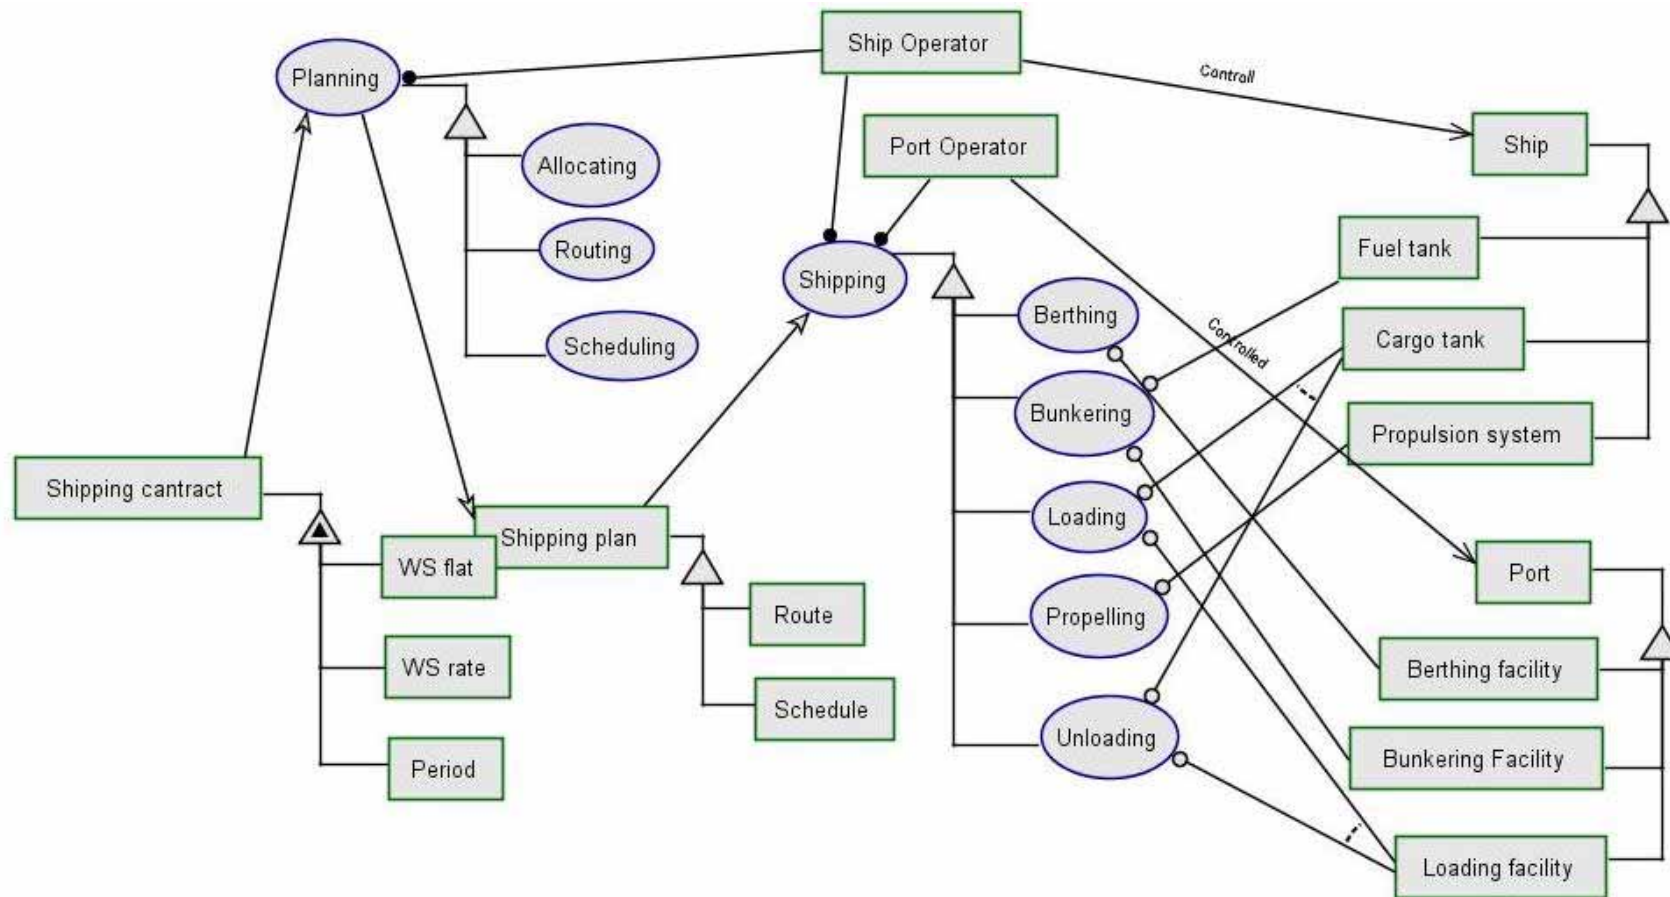 Ship Operator
Planning
Controll
Port Operator
Ship
Allocating
Routing
Fuel tank
Shipping
Berthing
Controlled
Cargo tank
Scheduling
Bunkering
Propulsion system
Shipping cantract
Loading
Shipping plan
WS flat
Port
Route
Propelling
WS rate
Berthing facility
Schedule
Unloading
Period
Bunkering Facility
Loading facility